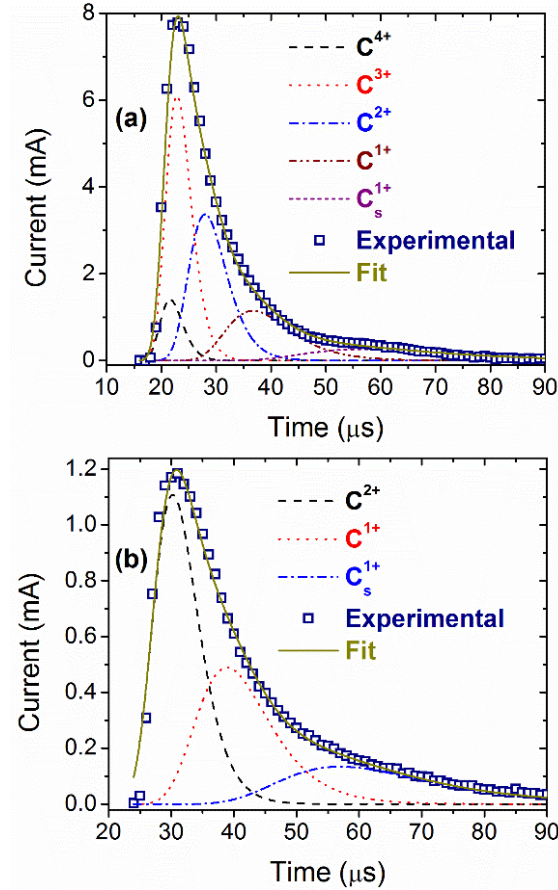 8
6
4
2
0
Current (mA)
(a)
C⁴⁺
C³⁺
C²⁺
C¹⁺
Cₛ¹⁺
Experimental
Fit
10 20 30 40 50 60 70 80 90
Time (μs)
1.2
1.0
0.8
0.6
0.4
0.2
0.0
Current (mA)
(b)
C²⁺
C¹⁺
Cₛ¹⁺
Experimental
Fit
20 30 40 50 60 70 80 90
Time (μs)